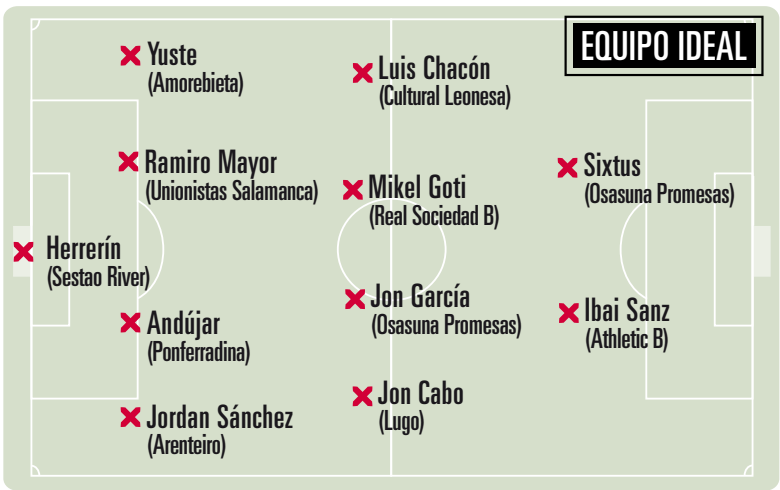 EQUIPO IDEAL
Yuste
(Amorebieta)
Luis Chacón
(Cultural Leonesa)
Ramiro Mayor
(Unionistas Salamanca)
Mikel Goti
(Real Sociedad B)
Sixtus
(Osasuna Promesas)
Herrerín
(Sestao River)
Andújar
(Ponferradina)
Jon García
(Osasuna Promesas)
Ibai Sanz
(Athletic B)
Jordan Sánchez
(Arenteiro)
Jon Cabo
(Lugo)